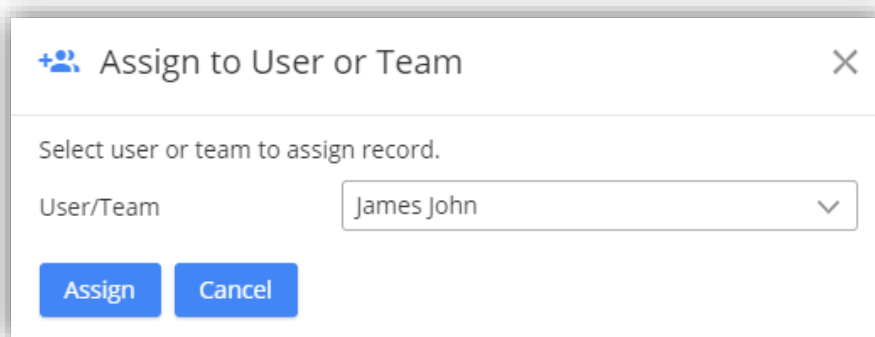 Assign to User or Team
Select user or team to assign record.
User/Team
James John
Assign
Cancel